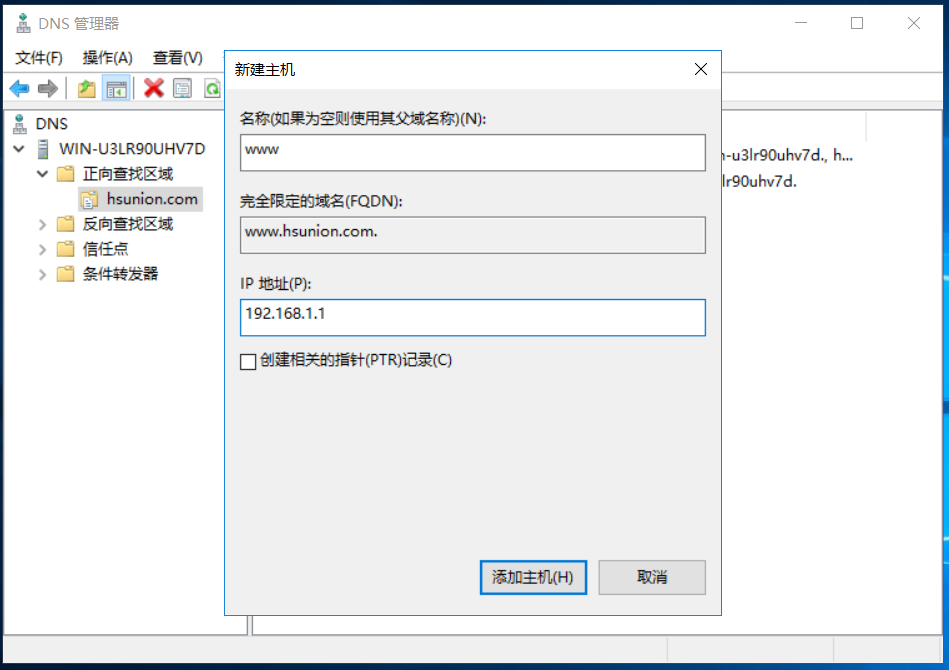 DNS 管理器
文件(F) 操作(A) 查看(V)
新建主机
名称(如果为空则使用其父域名称)(N):
www
完全限定的域名(FQDN):
www.hsunion.com.
IP 地址(P):
192.168.1.1
创建相关的指针(PTR)记录(C)
添加主机(H) 取消
DNS
WIN-U3LR90UHV7D
正向查找区域
hsunion.com
反向查找区域
信任点
条件转发器
n-u3lr90uhv7d., h...
lr90uhv7d.